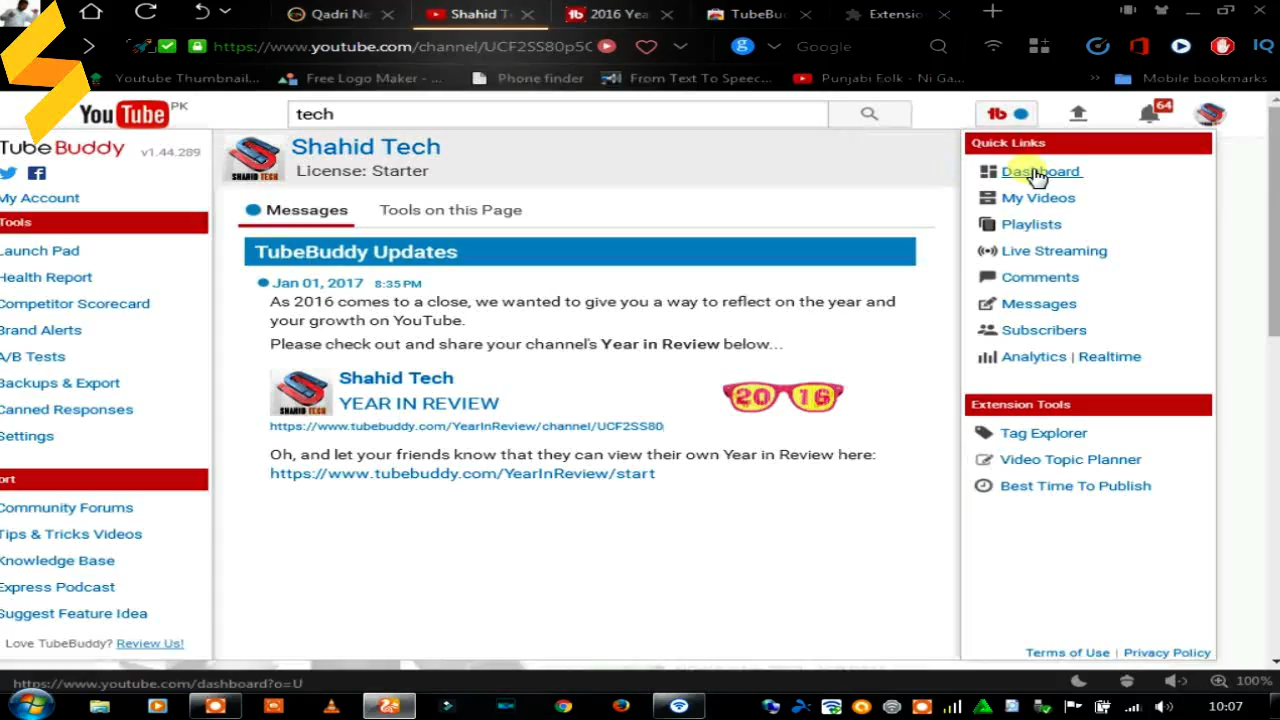 Qadri Ne
Shahid T
2016 Yea
TubeBu
Extensio
https://www.youtube.com/channel/UCF2SS80p5
Google
IQ
Youtube Thumbnail...
Free Logo Maker - ...
Phone finder
From Text To Speec...
Punjabi Folk - Ni Ga...
Mobile bookmarks
YouTube PK
tech
64
TubeBuddy v1.44.289
My Account
Tools
Launch Pad
Health Report
Competitor Scorecard
Brand Alerts
A/B Tests
Backups & Export
Canned Responses
Settings
ort
Community Forums
Tips & Tricks Videos
Knowledge Base
Express Podcast
Suggest Feature Idea
Love TubeBuddy? Review Us!
Shahid Tech
License: Starter
SHAHID TECH
Messages
Tools on this Page
TubeBuddy Updates
Jan 01, 2017 8:35 PM
As 2016 comes to a close, we wanted to give you a way to reflect on the year and
your growth on YouTube.
Please check out and share your channel's Year in Review below...
SHAHID TECH
Shahid Tech
YEAR IN REVIEW
2016
https://www.tubebuddy.com/YearInReview/channel/UCF2SS80
Oh, and let your friends know that they can view their own Year in Review here:
https://www.tubebuddy.com/YearInReview/start
Quick Links
Dashboard
My Videos
Playlists
Live Streaming
Comments
Messages
Subscribers
Analytics | Realtime
Extension Tools
Tag Explorer
Video Topic Planner
Best Time To Publish
Terms of Use | Privacy Policy
https://www.youtube.com/dashboard?o=U
100%
10:07